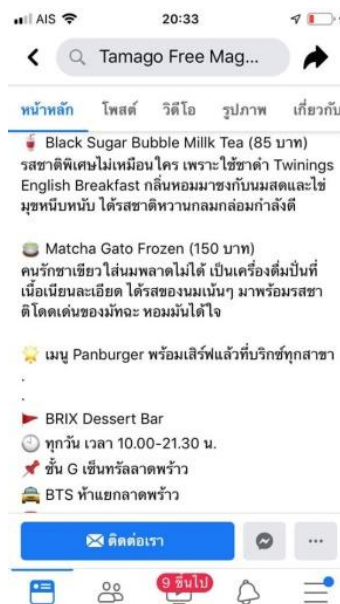 AIS
20:33
Tamago Free Mag...
หน้าหลัก โพสต์ วิดีโอ รูปภาพ เกี่ยวกับ
Black Sugar Bubble Millk Tea (85 บาท)
รสชาติพิเศษไม่เหมือนใคร เพราะใช้ชาดำ Twinings
English Breakfast กลิ่นหอมมาชงกับนมสดและไข่
มุขหนึบหนับ ได้รสชาติหวานกลมกล่อมกำลังดี
Matcha Gato Frozen (150 บาท)
คนรักชาเขียวใส่นมพลาดไม่ได้ เป็นเครื่องดื่มปั่นที่
เนื้อเนียนละเอียด ได้รสของนมเน้นๆ มาพร้อมรสชา
ติโดดเด่นของมัทฉะ หอมมันได้ใจ
เมนู Panburger พร้อมเสิร์ฟแล้วที่บริกซ์ทุกสาขา
.
.
BRIX Dessert Bar
ทุกวัน เวลา 10.00-21.30 น.
ชั้น G เซ็นทรัลลาดพร้าว
BTS ห้าแยกลาดพร้าว
ติดต่อเรา
9 ขึ้นไป